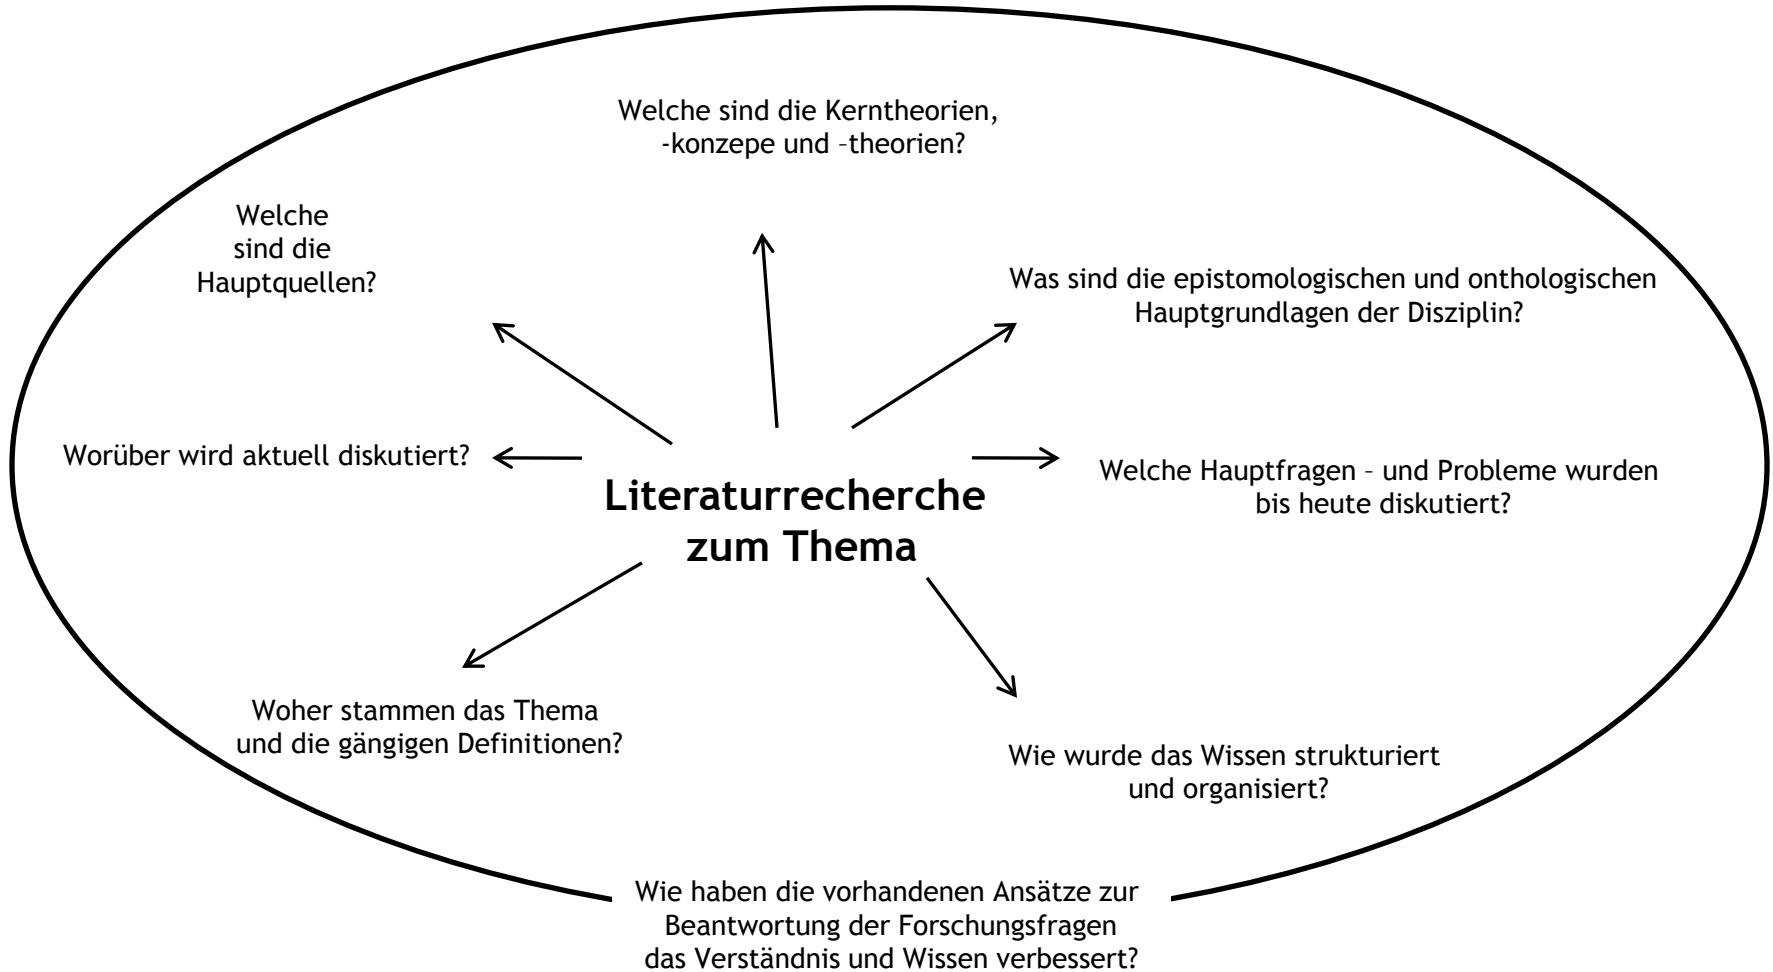 Welche sind die Kerntheorien,
-konzepe und –theorien?
Welche
sind die
Hauptquellen?
Was sind die epistomologischen und onthologischen
Hauptgrundlagen der Disziplin?
Worüber wird aktuell diskutiert?
Welche Hauptfragen – und Probleme wurden
bis heute diskutiert?
Literaturrecherche
zum Thema
Woher stammen das Thema
und die gängigen Definitionen?
Wie wurde das Wissen strukturiert
und organisiert?
Wie haben die vorhandenen Ansätze zur
Beantwortung der Forschungsfragen
das Verständnis und Wissen verbessert?